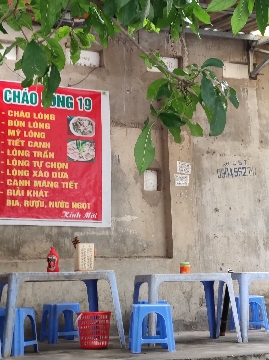 CHÁO LÒNG 19
- CHÁO LÒNG
- BÚN LÒNG
- MỲ LÒNG
- TIẾT CANH
- LÒNG TRẦN
- LÒNG TỰ CHỌN
- LÒNG XÀO DƯA
- CANH MĂNG TIẾT
- GIẢI KHÁT
BIA, RƯỢU, NƯỚC NGỌT
Kính Mời